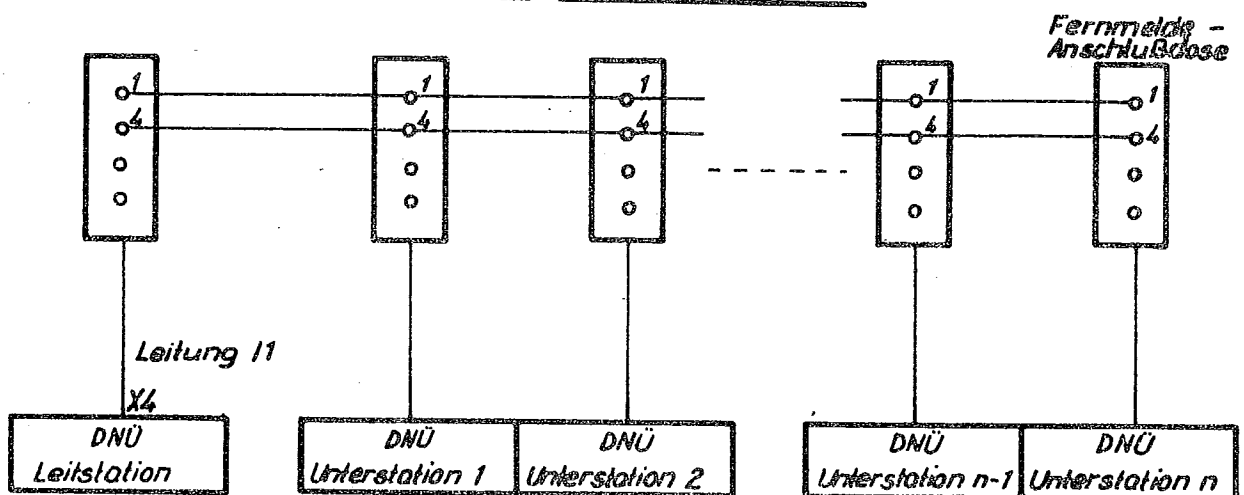 Fernmelde -
Anschlußdose
1 1 1 1 1
4 4 4 4 4
Leitung l1
X4
DNÜ DNÜ DNÜ DNÜ DNÜ
Leitstation Unterstation 1 Unterstation 2 Unterstation n-1 Unterstation n